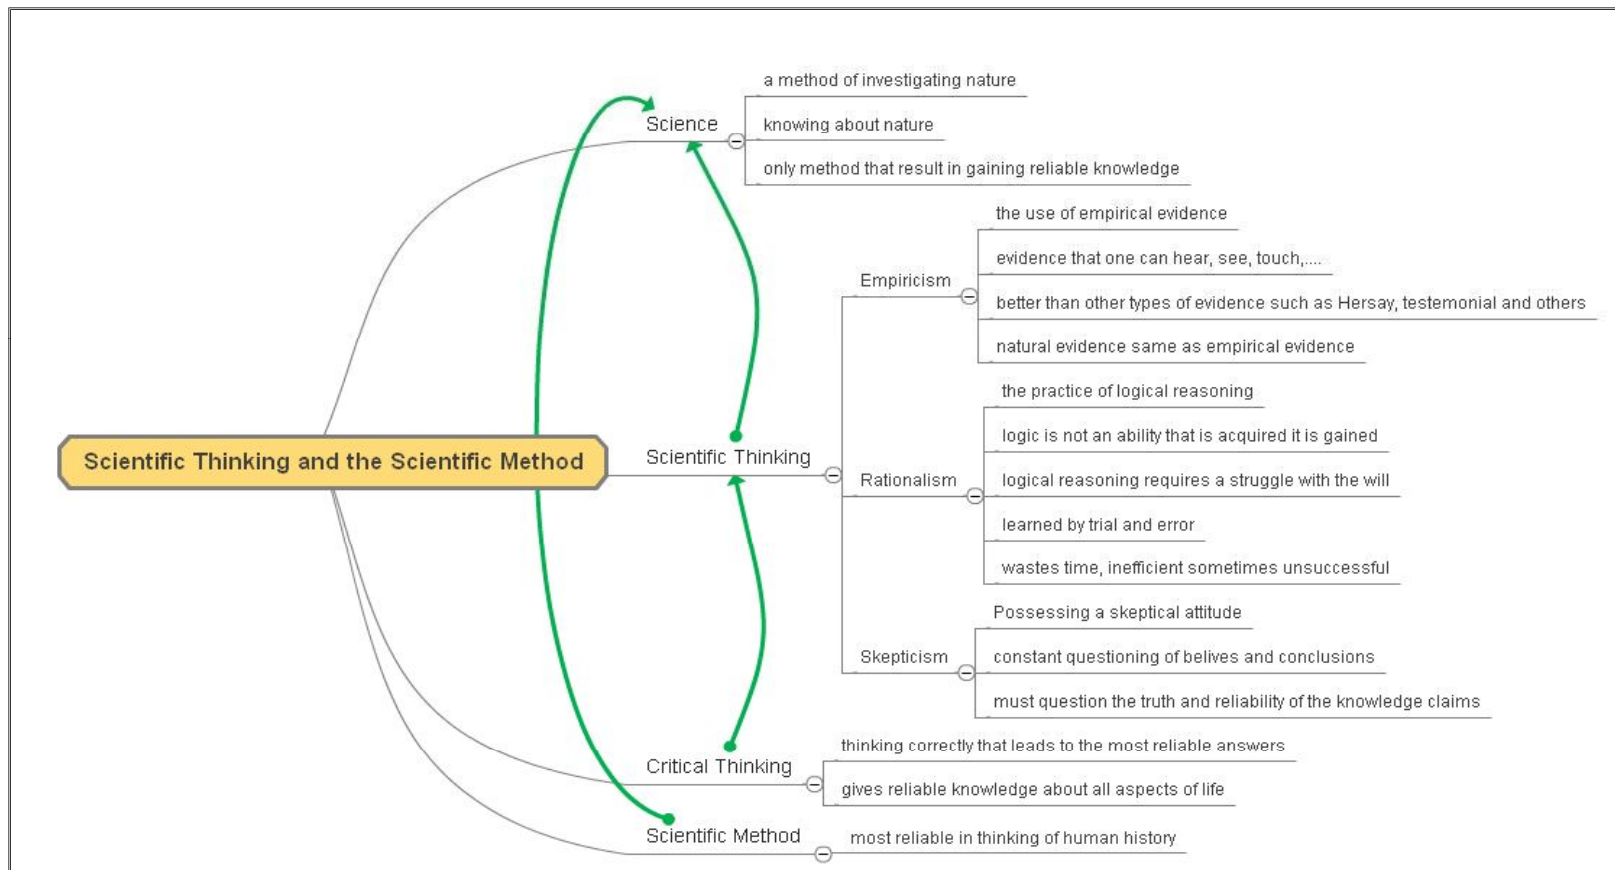 a method of investigating nature
Science
knowing about nature
only method that result in gaining reliable knowledge
the use of empirical evidence
evidence that one can hear, see, touch,....
Empiricism
better than other types of evidence such as Hersay, testemonial and others
natural evidence same as empirical evidence
the practice of logical reasoning
logic is not an ability that is acquired it is gained
Scientific Thinking and the Scientific Method
Scientific Thinking
Rationalism
logical reasoning requires a struggle with the will
learned by trial and error
wastes time, inefficient sometimes unsuccessful
Possessing a skeptical attitude
Skepticism
constant questioning of belives and conclusions
must question the truth and reliability of the knowledge claims
thinking correctly that leads to the most reliable answers
Critical Thinking
gives reliable knowledge about all aspects of life
Scientific Method
most reliable in thinking of human history